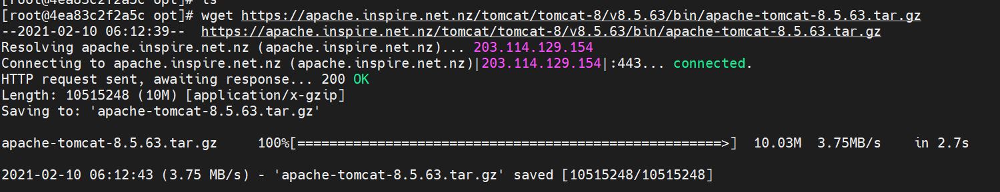 [root@4ea83c2f2a5c opt]# ls
[root@4ea83c2f2a5c opt]# wget https://apache.inspire.net.nz/tomcat/tomcat-8/v8.5.63/bin/apache-tomcat-8.5.63.tar.gz
--2021-02-10 06:12:39-- https://apache.inspire.net.nz/tomcat/tomcat-8/v8.5.63/bin/apache-tomcat-8.5.63.tar.gz
Resolving apache.inspire.net.nz (apache.inspire.net.nz)... 203.114.129.154
Connecting to apache.inspire.net.nz (apache.inspire.net.nz)|203.114.129.154|:443... connected.
HTTP request sent, awaiting response... 200 OK
Length: 10515248 (10M) [application/x-gzip]
Saving to: 'apache-tomcat-8.5.63.tar.gz'
apache-tomcat-8.5.63.tar.gz 100%[=====================================================>] 10.03M 3.75MB/s in 2.7s
2021-02-10 06:12:43 (3.75 MB/s) - 'apache-tomcat-8.5.63.tar.gz' saved [10515248/10515248]